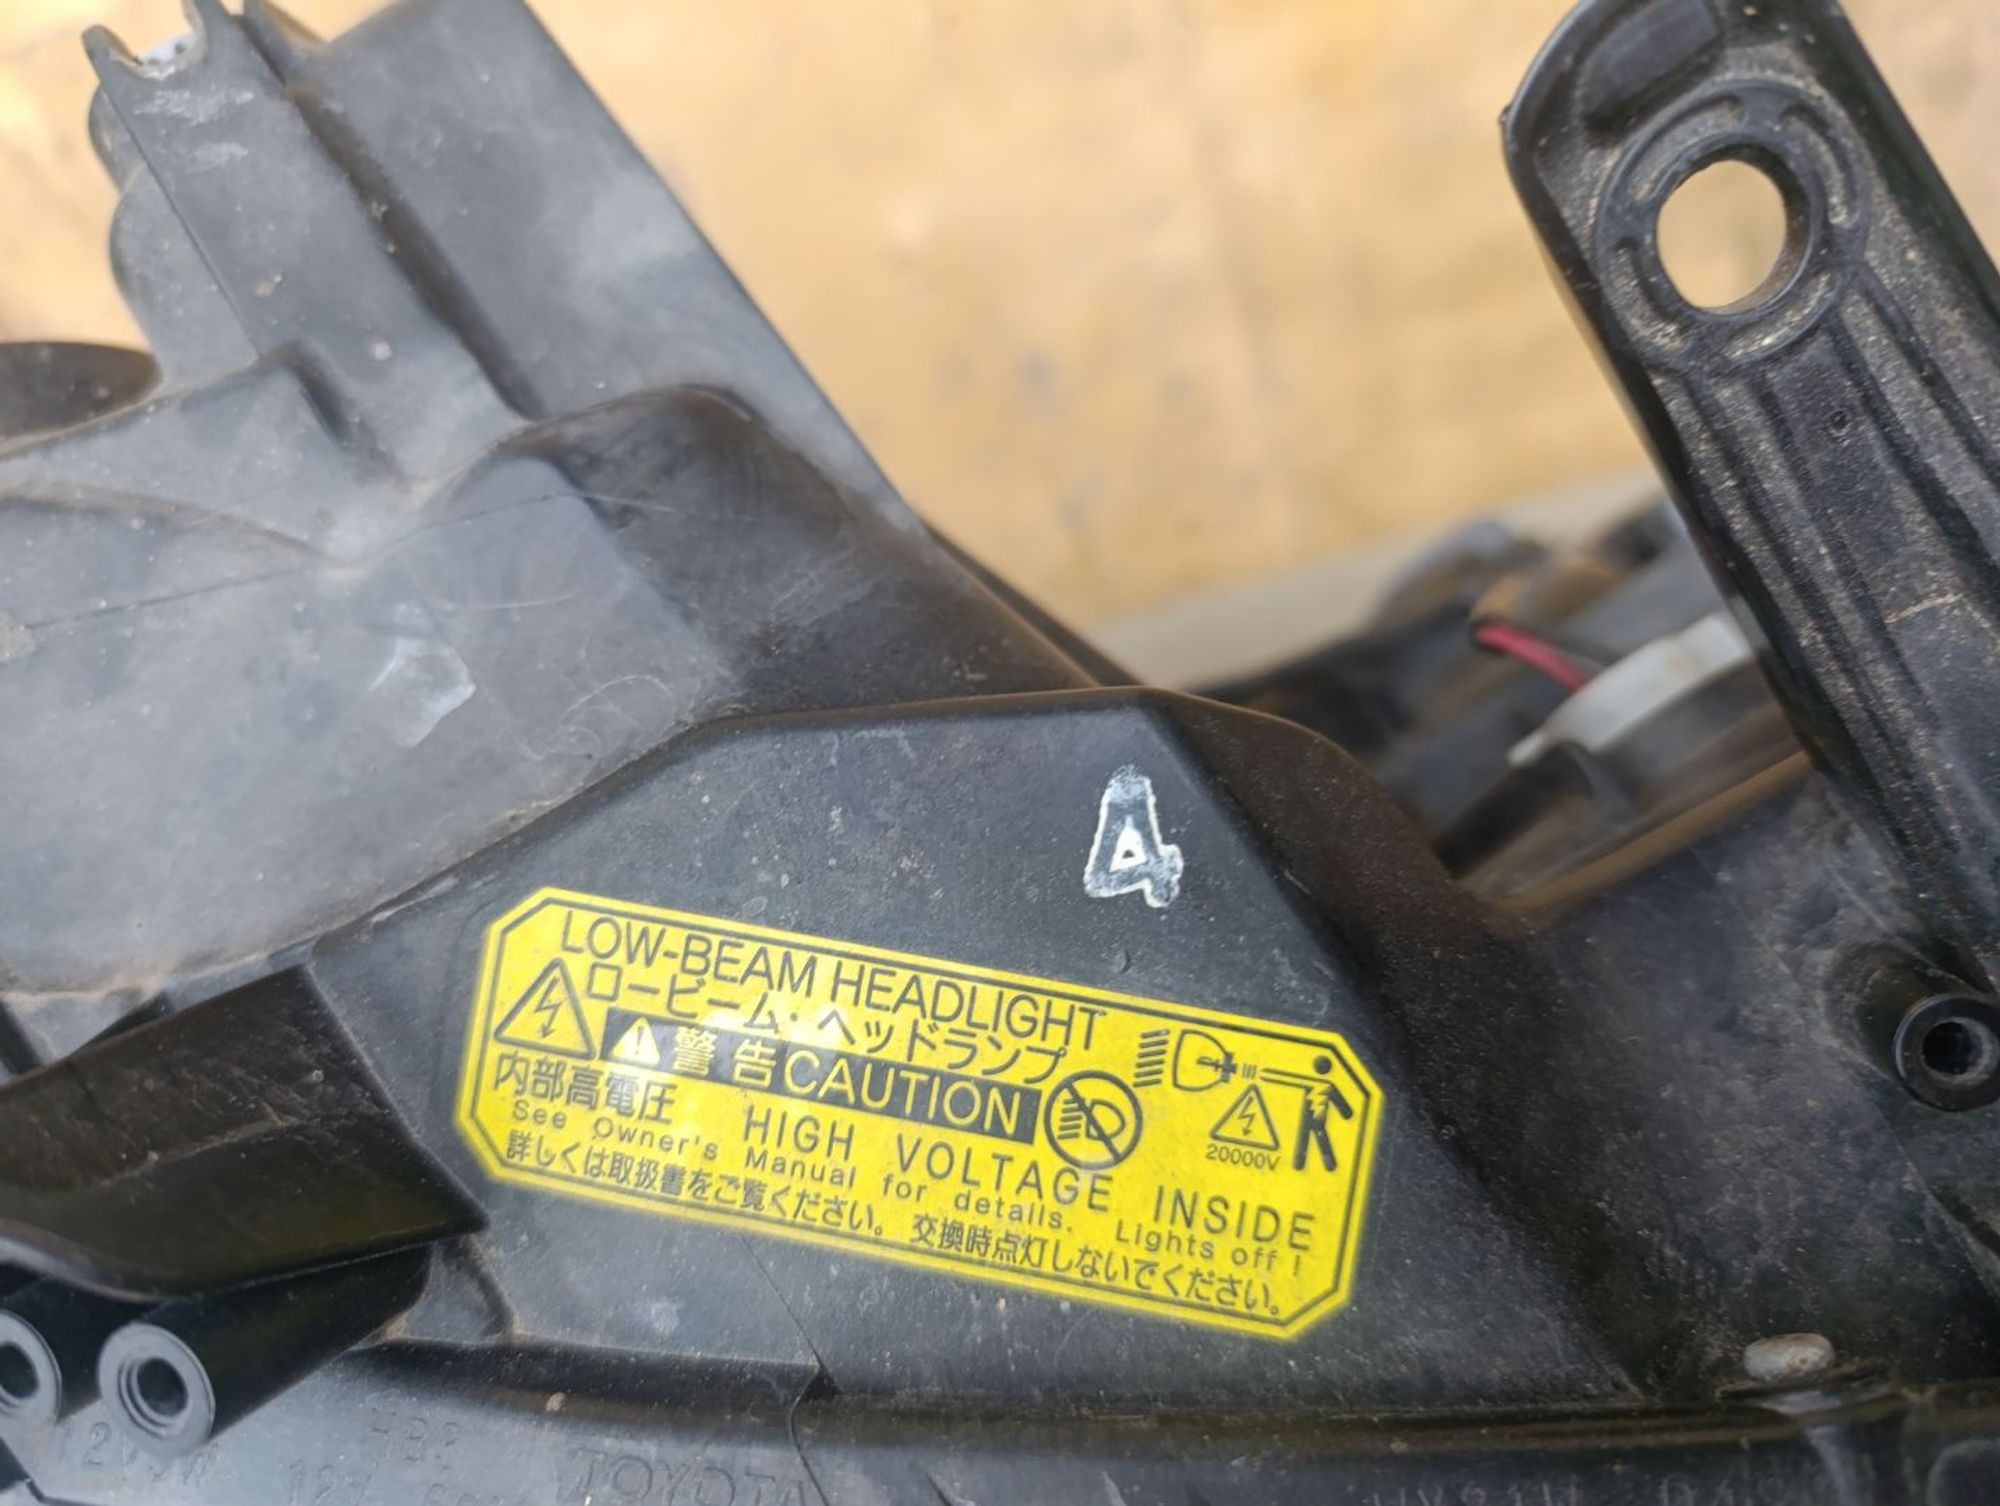 4
LOW-BEAM HEADLIGHT
ロービーム・ヘッドランプ
警告 CAUTION
内部高電圧 HIGH VOLTAGE INSIDE
20000V
See Owner's Manual for details. Lights off !
詳しくは取扱書をご覧ください。 交換時点灯しないでください。
HB3
TOYOTA